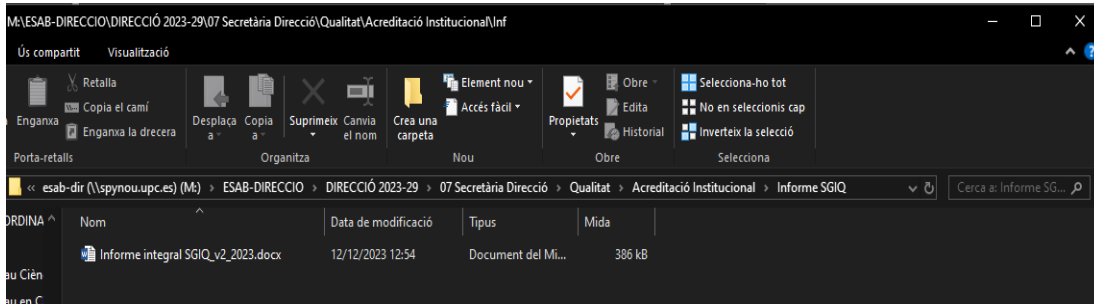 M:\ESAB-DIRECCIO\DIRECCIÓ 2023-29\07 Secretària Direcció\Qualitat\Acreditació Institucional\Inf
Ús compartit Visualització
Enganxa
Retalla
Copia el camí
Enganxa la drecera
Desplaça a
Copia a
Suprimeix
Canvia el nom
Crea una carpeta
Element nou
Accés fàcil
Propietats
Obre
Edita
Historial
Selecciona-ho tot
No en seleccionis cap
Inverteix la selecció
Porta-retalls Organitza Nou Obre Selecciona
« esab-dir (\\spynou.upc.es) (M:) > ESAB-DIRECCIO > DIRECCIÓ 2023-29 > 07 Secretària Direcció > Qualitat > Acreditació Institucional > Informe SGIQ
Cerca a: Informe SG...
ORDINA
Nom Data de modificació Tipus Mida
Informe integral SGIQ_v2_2023.docx 12/12/2023 12:54 Document del Mi... 386 kB
au Cièn
au en C